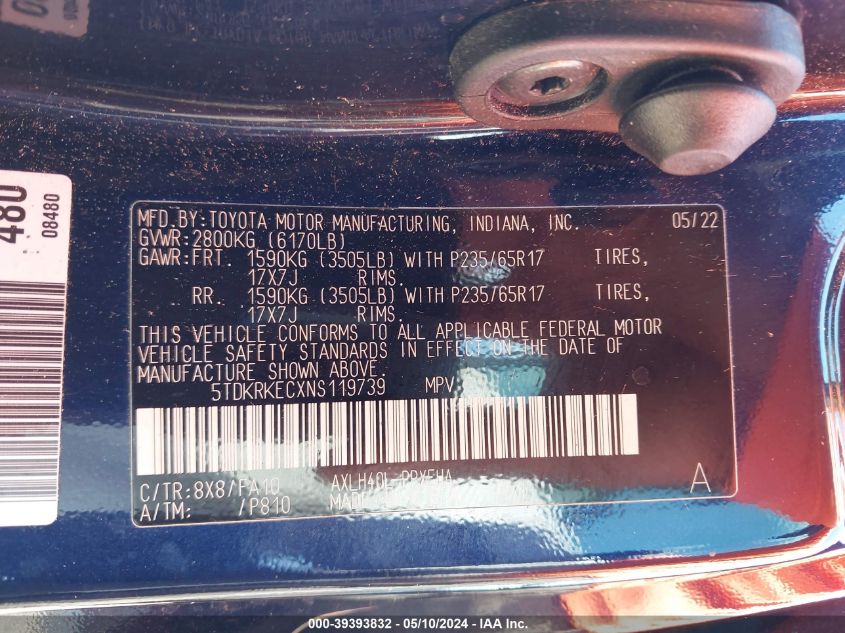 480
08480
MFD.BY:TOYOTA MOTOR MANUFACTURING, INDIANA, INC. 05/22
GVWR:2800KG (6170LB)
GAWR:FRT. 1590KG (3505LB) WITH P235/65R17 TIRES,
17X7J RIMS.
RR. 1590KG (3505LB) WITH P235/65R17 TIRES,
17X7J RIMS.
THIS VEHICLE CONFORMS TO ALL APPLICABLE FEDERAL MOTOR
VEHICLE SAFETY STANDARDS IN EFFECT ON THE DATE OF
MANUFACTURE SHOWN ABOVE.
5TDKRKECXNS119739 MPV
C/TR:8X8/FA10 AXLH40L-PRXEHA
A/TM: /P810
A
000-39393832 - 05/10/2024 - IAA Inc.